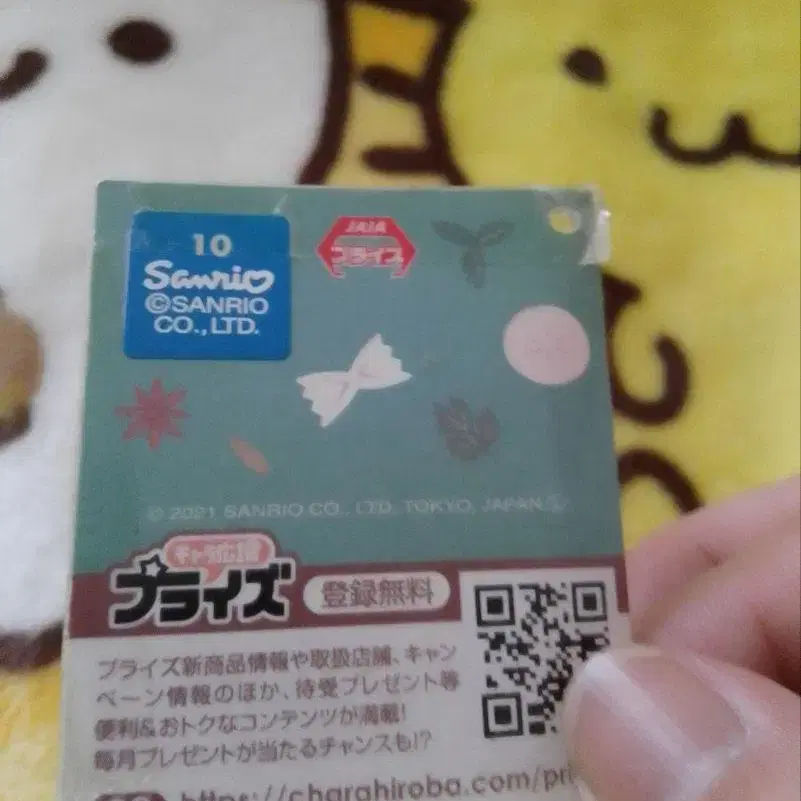 10
Sanrio
©SANRIO
CO.,LTD.
JAIA
プライズ
© 2021 SANRIO CO., LTD. TOKYO, JAPAN Ⓛ
キャラ広場
プライズ
登録無料
プライズ新商品情報や取扱店舗、キャン
ペーン情報のほか、待受プレゼント等
便利&おトクなコンテンツが満載!
毎月プレゼントが当たるチャンスも!?
https://charahiroba.com/pri